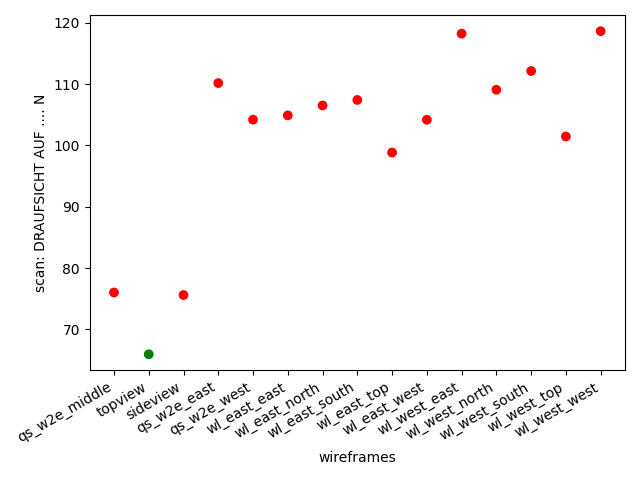 120
110
100
90
80
70
scan: DRAUFSICHT AUF .... N
qs_w2e_middle
topview
sideview
qs_w2e_east
qs_w2e_west
wl_east_east
wl_east_north
wl_east_south
wl_east_top
wl_east_west
wl_west_east
wl_west_north
wl_west_south
wl_west_top
wl_west_west
wireframes